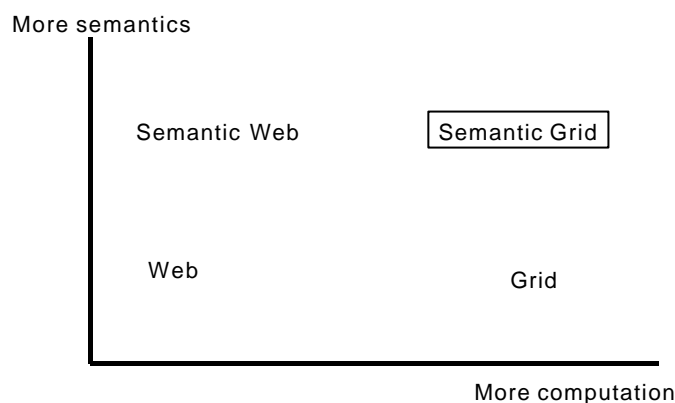 More semantics
Semantic Web
Semantic Grid
Web
Grid
More computation